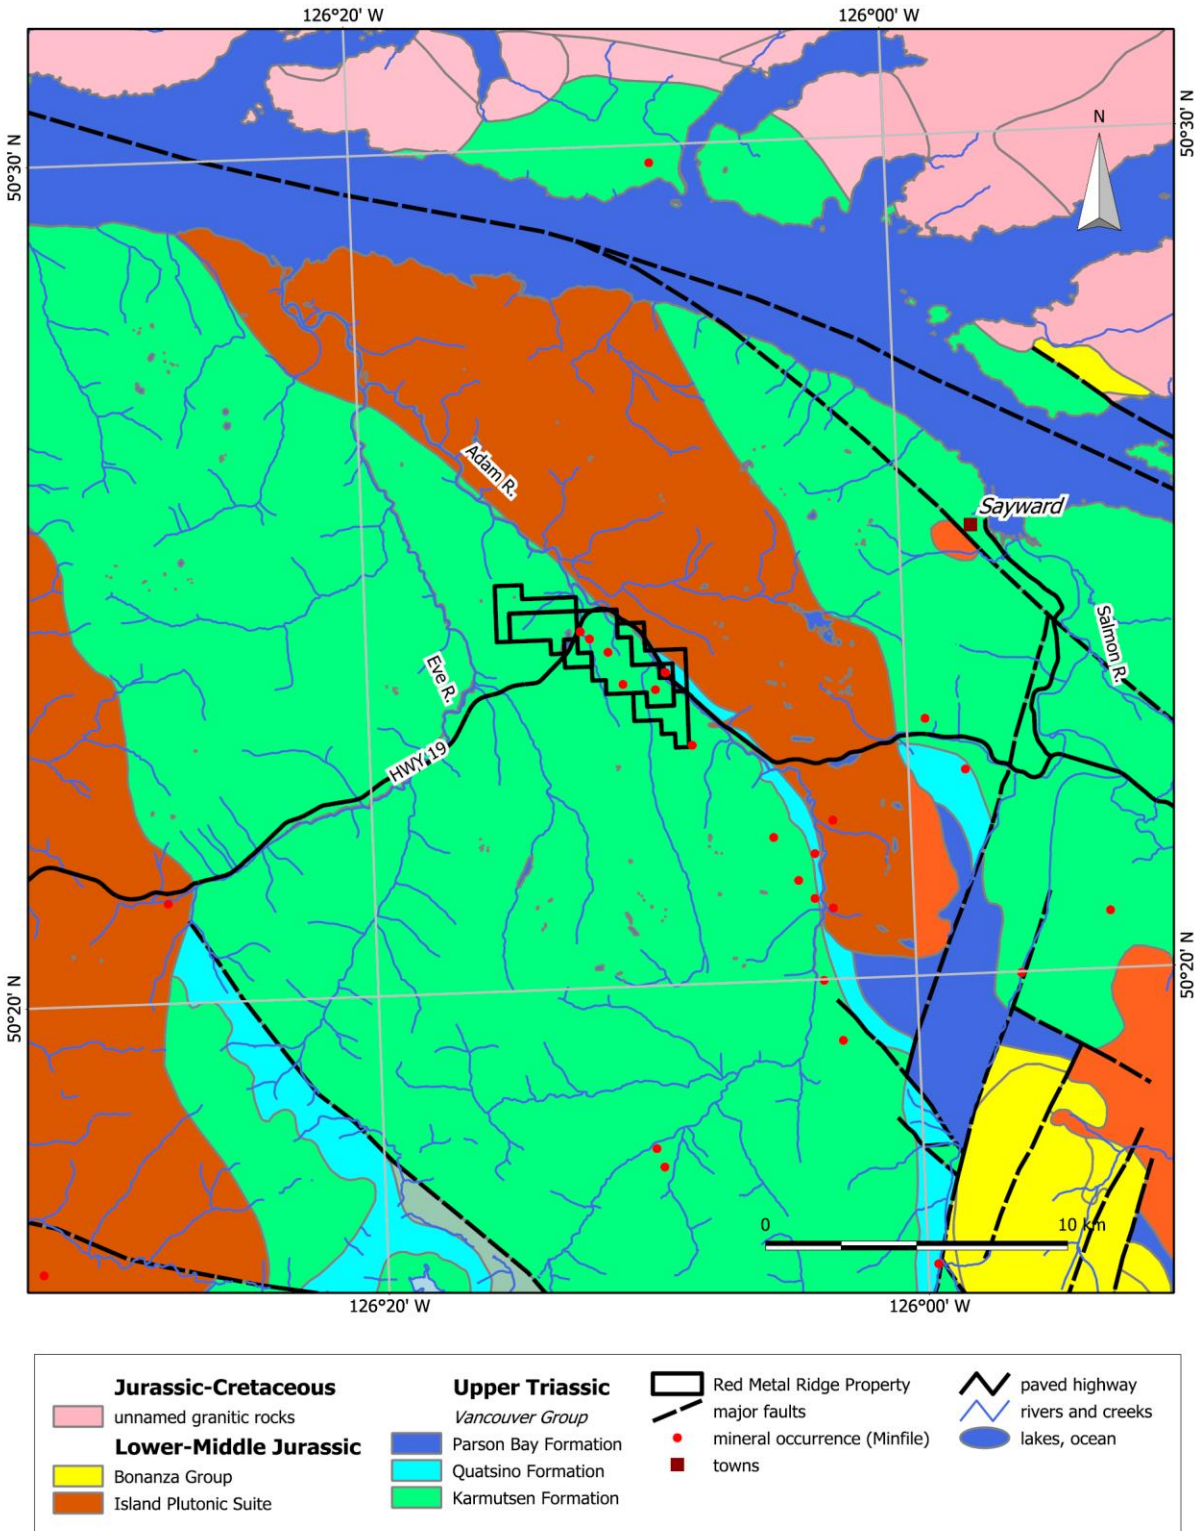 126°20' W
126°00' W
50°30' N
50°30' N
N
Adam R.
Sayward
Salmon R.
Eve R.
HWY 19
50°20' N
50°20' N
0
10 km
126°20' W
126°00' W
Jurassic-Cretaceous
unnamed granitic rocks
Lower-Middle Jurassic
Bonanza Group
Island Plutonic Suite
Upper Triassic
Vancouver Group
Parson Bay Formation
Quatsino Formation
Karmutsen Formation
Red Metal Ridge Property
major faults
mineral occurrence (Minfile)
towns
paved highway
rivers and creeks
lakes, ocean